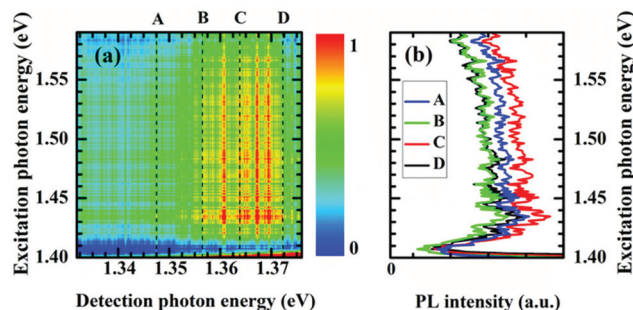 A B C D
Excitation photon energy (eV)
1.55
1.50
1.45
1.40
(a)
1.34 1.35 1.36 1.37
Detection photon energy (eV)
1
0
(b)
A
B
C
D
0
PL intensity (a.u.)
1.55
1.50
1.45
1.40
Excitation photon energy (eV)